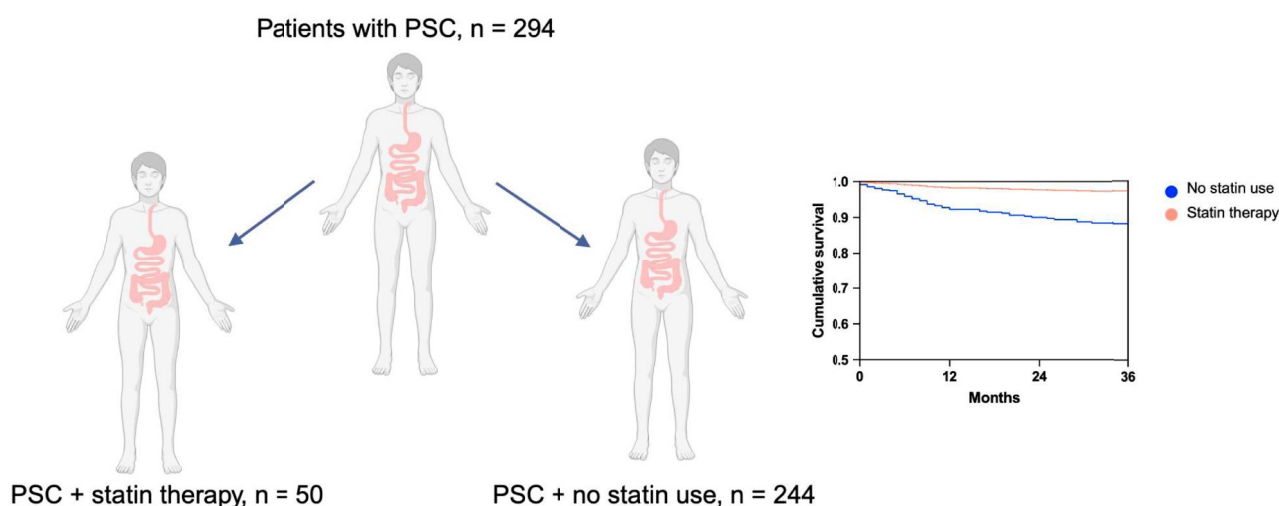 Patients with PSC, n = 294
PSC + statin therapy, n = 50
PSC + no statin use, n = 244
Cumulative survival
1.0
0.9
0.8
0.7
0.6
0.5
0
12
24
36
Months
No statin use
Statin therapy